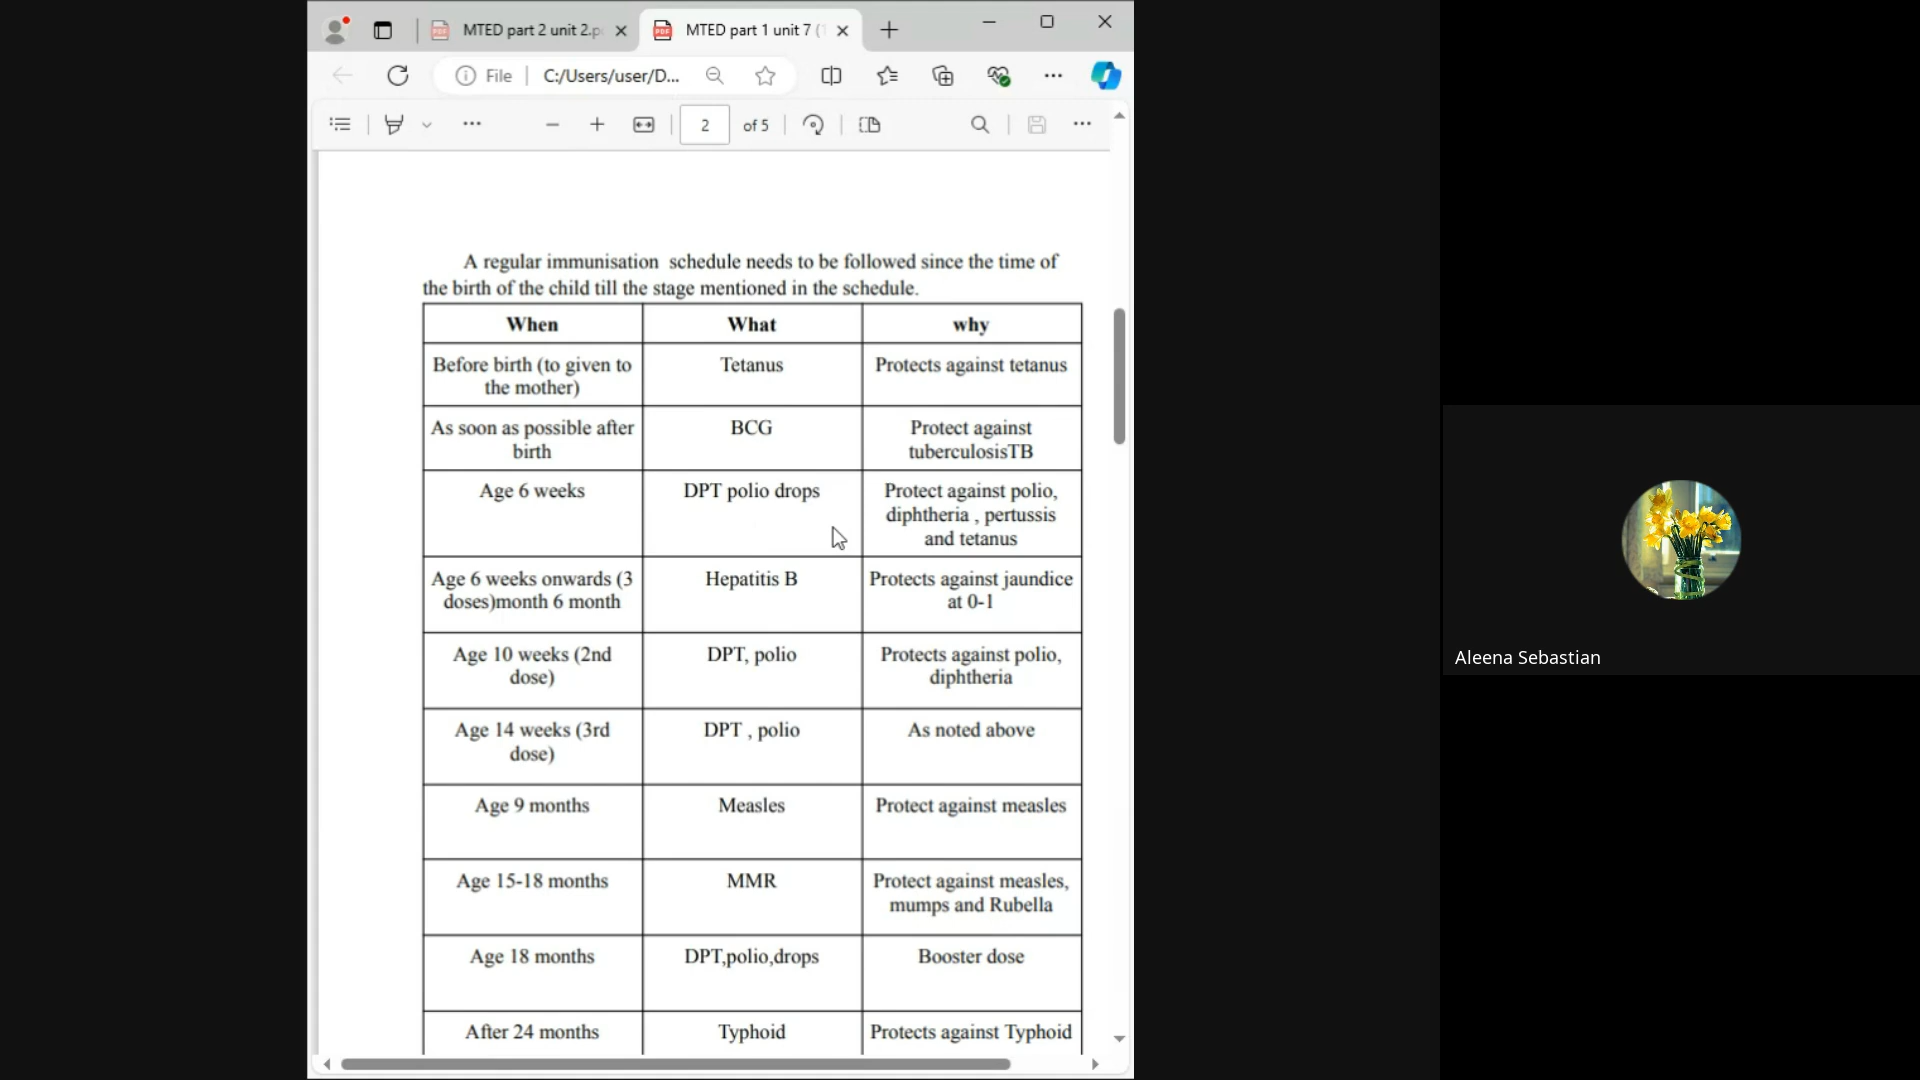 MTED part 2 unit 2.p
MTED part 1 unit 7 (1
File
C:/Users/user/D...
2
of 5
A regular immunisation schedule needs to be followed since the time of
the birth of the child till the stage mentioned in the schedule.
When What why
Before birth (to given to Tetanus Protects against tetanus
the mother)
As soon as possible after BCG Protect against
birth tuberculosisTB
Age 6 weeks DPT polio drops Protect against polio,
diphtheria , pertussis
and tetanus
Age 6 weeks onwards (3 Hepatitis B Protects against jaundice
doses)month 6 month at 0-1
Age 10 weeks (2nd DPT, polio Protects against polio,
dose) diphtheria
Age 14 weeks (3rd DPT , polio As noted above
dose)
Age 9 months Measles Protect against measles
Age 15-18 months MMR Protect against measles,
mumps and Rubella
Age 18 months DPT,polio,drops Booster dose
After 24 months Typhoid Protects against Typhoid
Aleena Sebastian